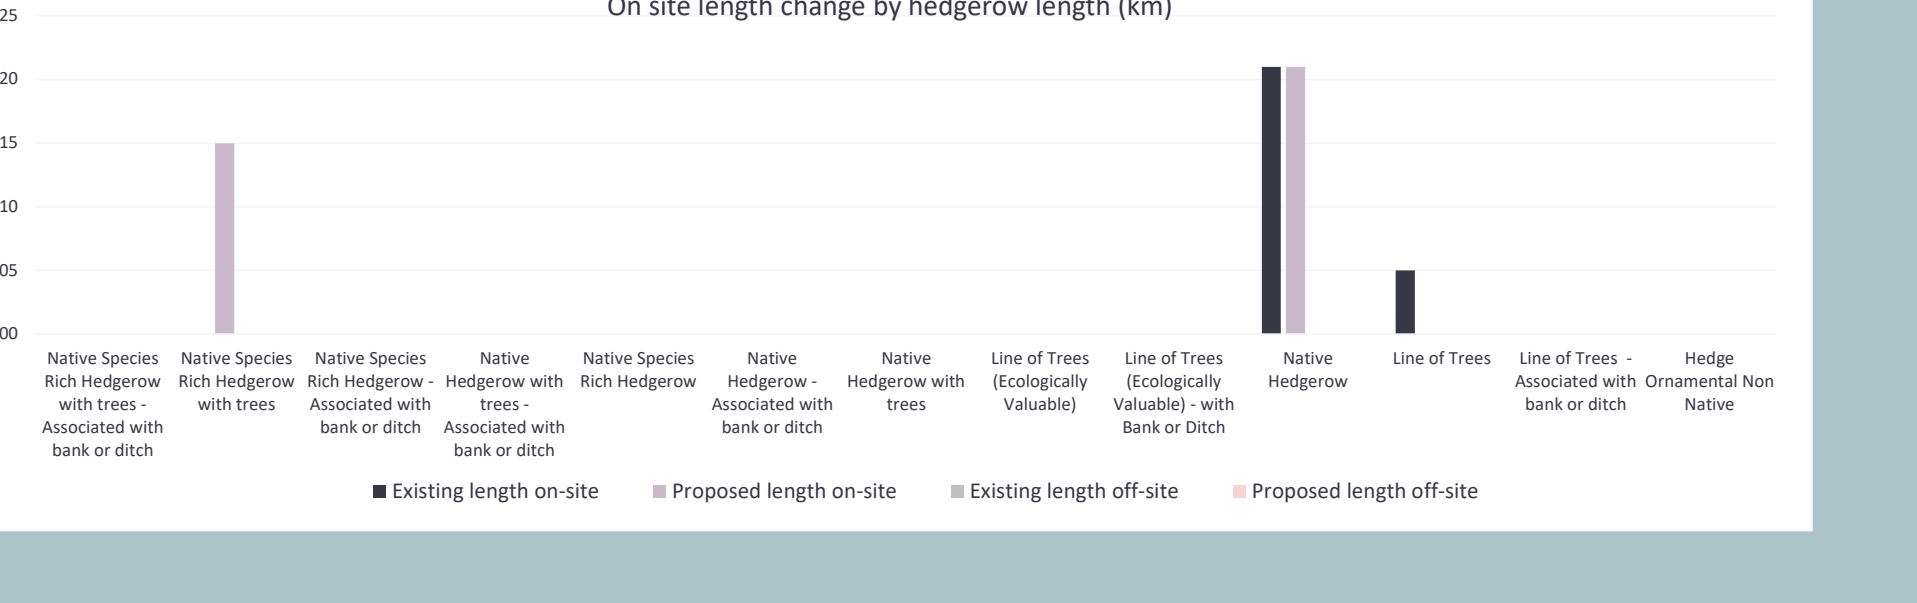 On site length change by hedgerow length (km)
25
20
15
10
05
00
Native Species
Rich Hedgerow
with trees -
Associated with
bank or ditch
Native Species
Rich Hedgerow
with trees
Native Species
Rich Hedgerow -
Associated with
bank or ditch
Native
Hedgerow with
trees -
Associated with
bank or ditch
Native Species
Rich Hedgerow
Native
Hedgerow -
Associated with
bank or ditch
Native
Hedgerow with
trees
Line of Trees
(Ecologically
Valuable)
Line of Trees
(Ecologically
Valuable) - with
Bank or Ditch
Native
Hedgerow
Line of Trees
Line of Trees -
Associated with
bank or ditch
Hedge
Ornamental Non
Native
Existing length on-site
Proposed length on-site
Existing length off-site
Proposed length off-site